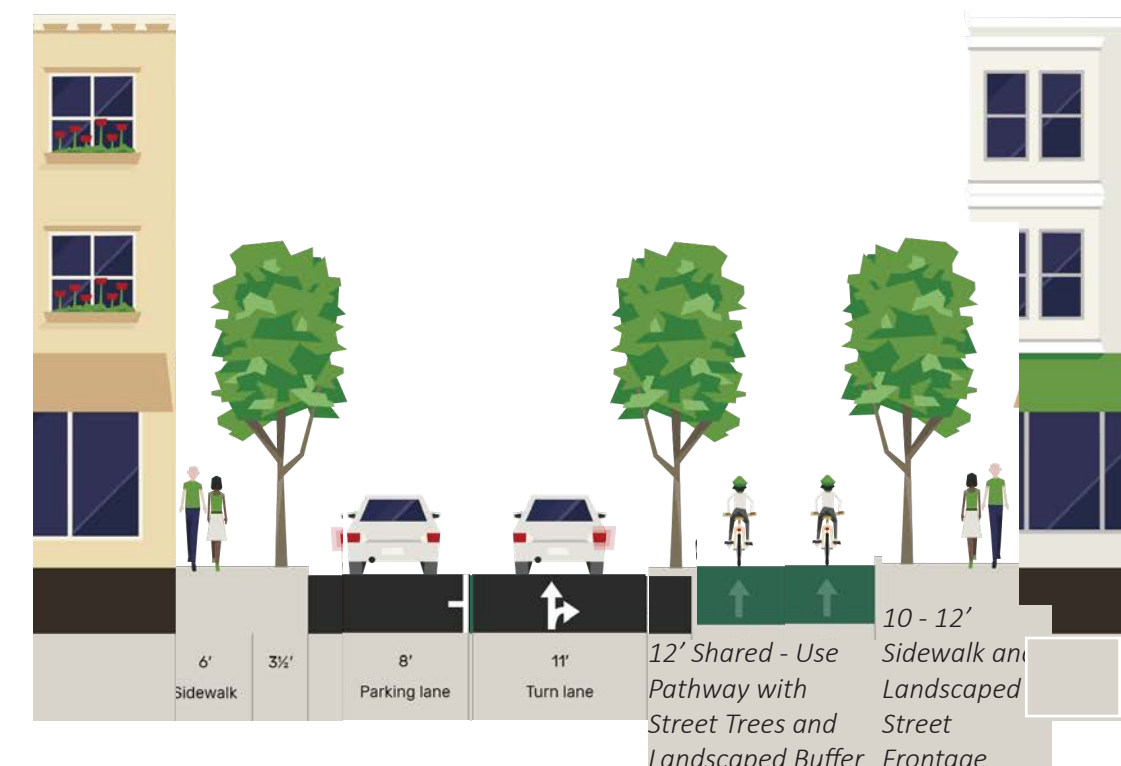 6’
Sidewalk
3½’
8’
Parking lane
11’
Turn lane
12’ Shared - Use
Pathway with
Street Trees and
Landscaped Buffer
10 - 12’
Sidewalk and
Landscaped
Street
Frontage